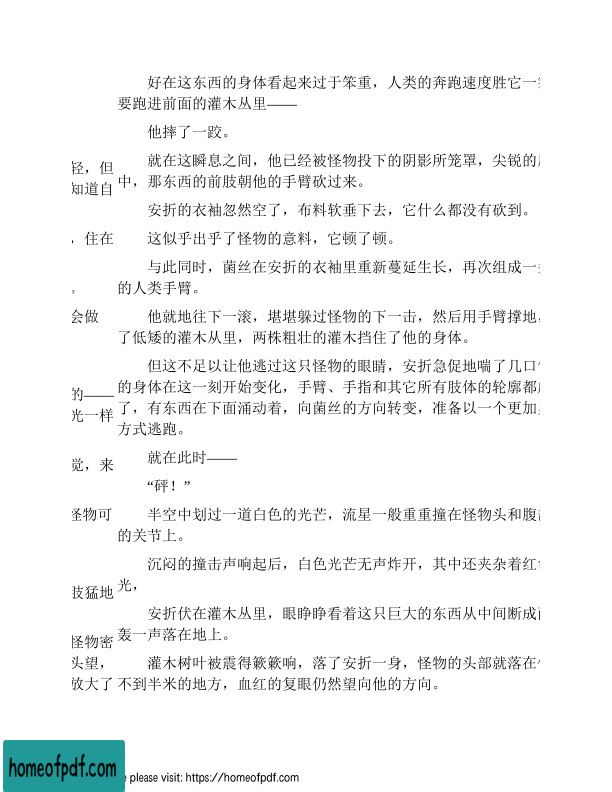 轻，但
知道自
，住在
。
会做
的——
光一样
觉，来
怪物可
肢猛地
怪物密
头望，
放大了
好在这东西的身体看起来过于笨重，人类的奔跑速度胜它一
要跑进前面的灌木丛里——
他摔了一跤。
就在这瞬息之间，他已经被怪物投下的阴影所笼罩，尖锐的
中，那东西的前肢朝他的手臂砍过来。
安折的衣袖忽然空了，布料软垂下去，它什么都没有砍到。
这似乎出乎了怪物的意料，它顿了顿。
与此同时，菌丝在安折的衣袖里重新蔓延生长，再次组成一
的人类手臂。
他就地往下一滚，堪堪躲过怪物的下一击，然后用手臂撑地，
了低矮的灌木从里，两株粗壮的灌木挡住了他的身体。
但这不足以让他逃过这只怪物的眼睛，安折急促地喘了几口
的身体在这一刻开始变化，手臂、手指和其它所有肢体的轮廓都
了，有东西在下面涌动着，向菌丝的方向转变，准备以一个更加
方式逃跑。
就在此时——
“砰！”
半空中划过一道白色的光芒，流星一般重重撞在怪物头和腹
的关节上。
沉闷的撞击声响起后，白色光芒无声炸开，其中还夹杂着红
光，
安折伏在灌木丛里，眼睁睁看着这只巨大的东西从中间断成
轰一声落在地上。
灌木树叶被震得簌簌响，落了安折一身，怪物的头部就落在
不到半米的地方，血红的复眼仍然望向他的方向。
homeofpdf.com
e please visit: https://homeofpdf.com